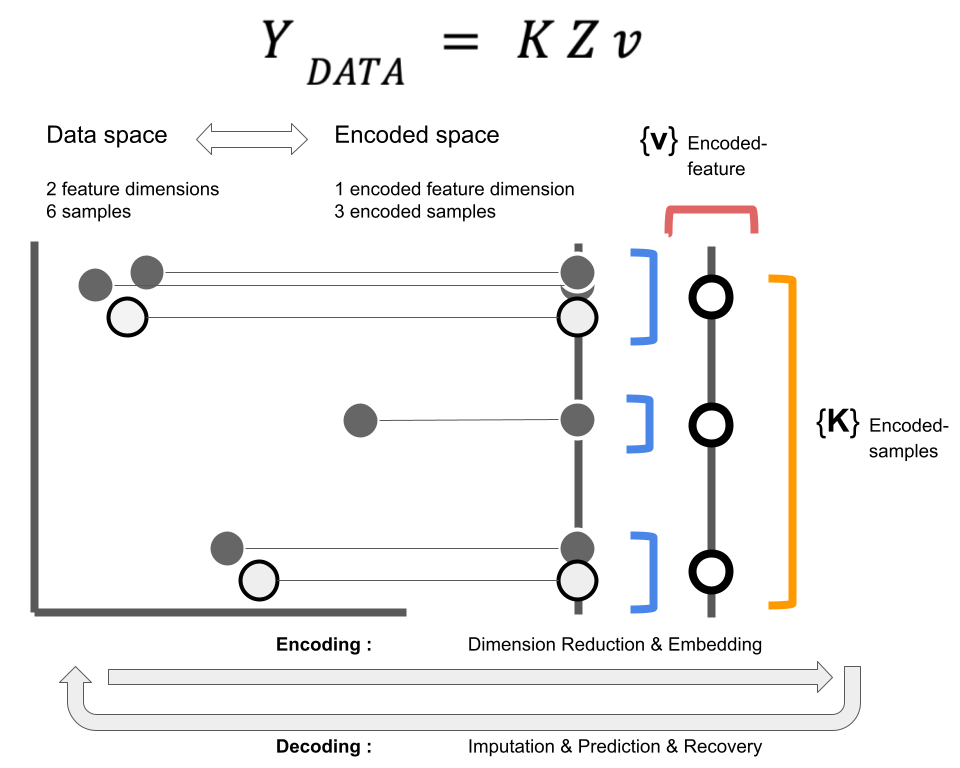 Y DATA = K Z v
Data space
Encoded space
2 feature dimensions
6 samples
1 encoded feature dimension
3 encoded samples
{v} Encoded-
feature
{K} Encoded-
samples
Encoding : Dimension Reduction & Embedding
Decoding : Imputation & Prediction & Recovery